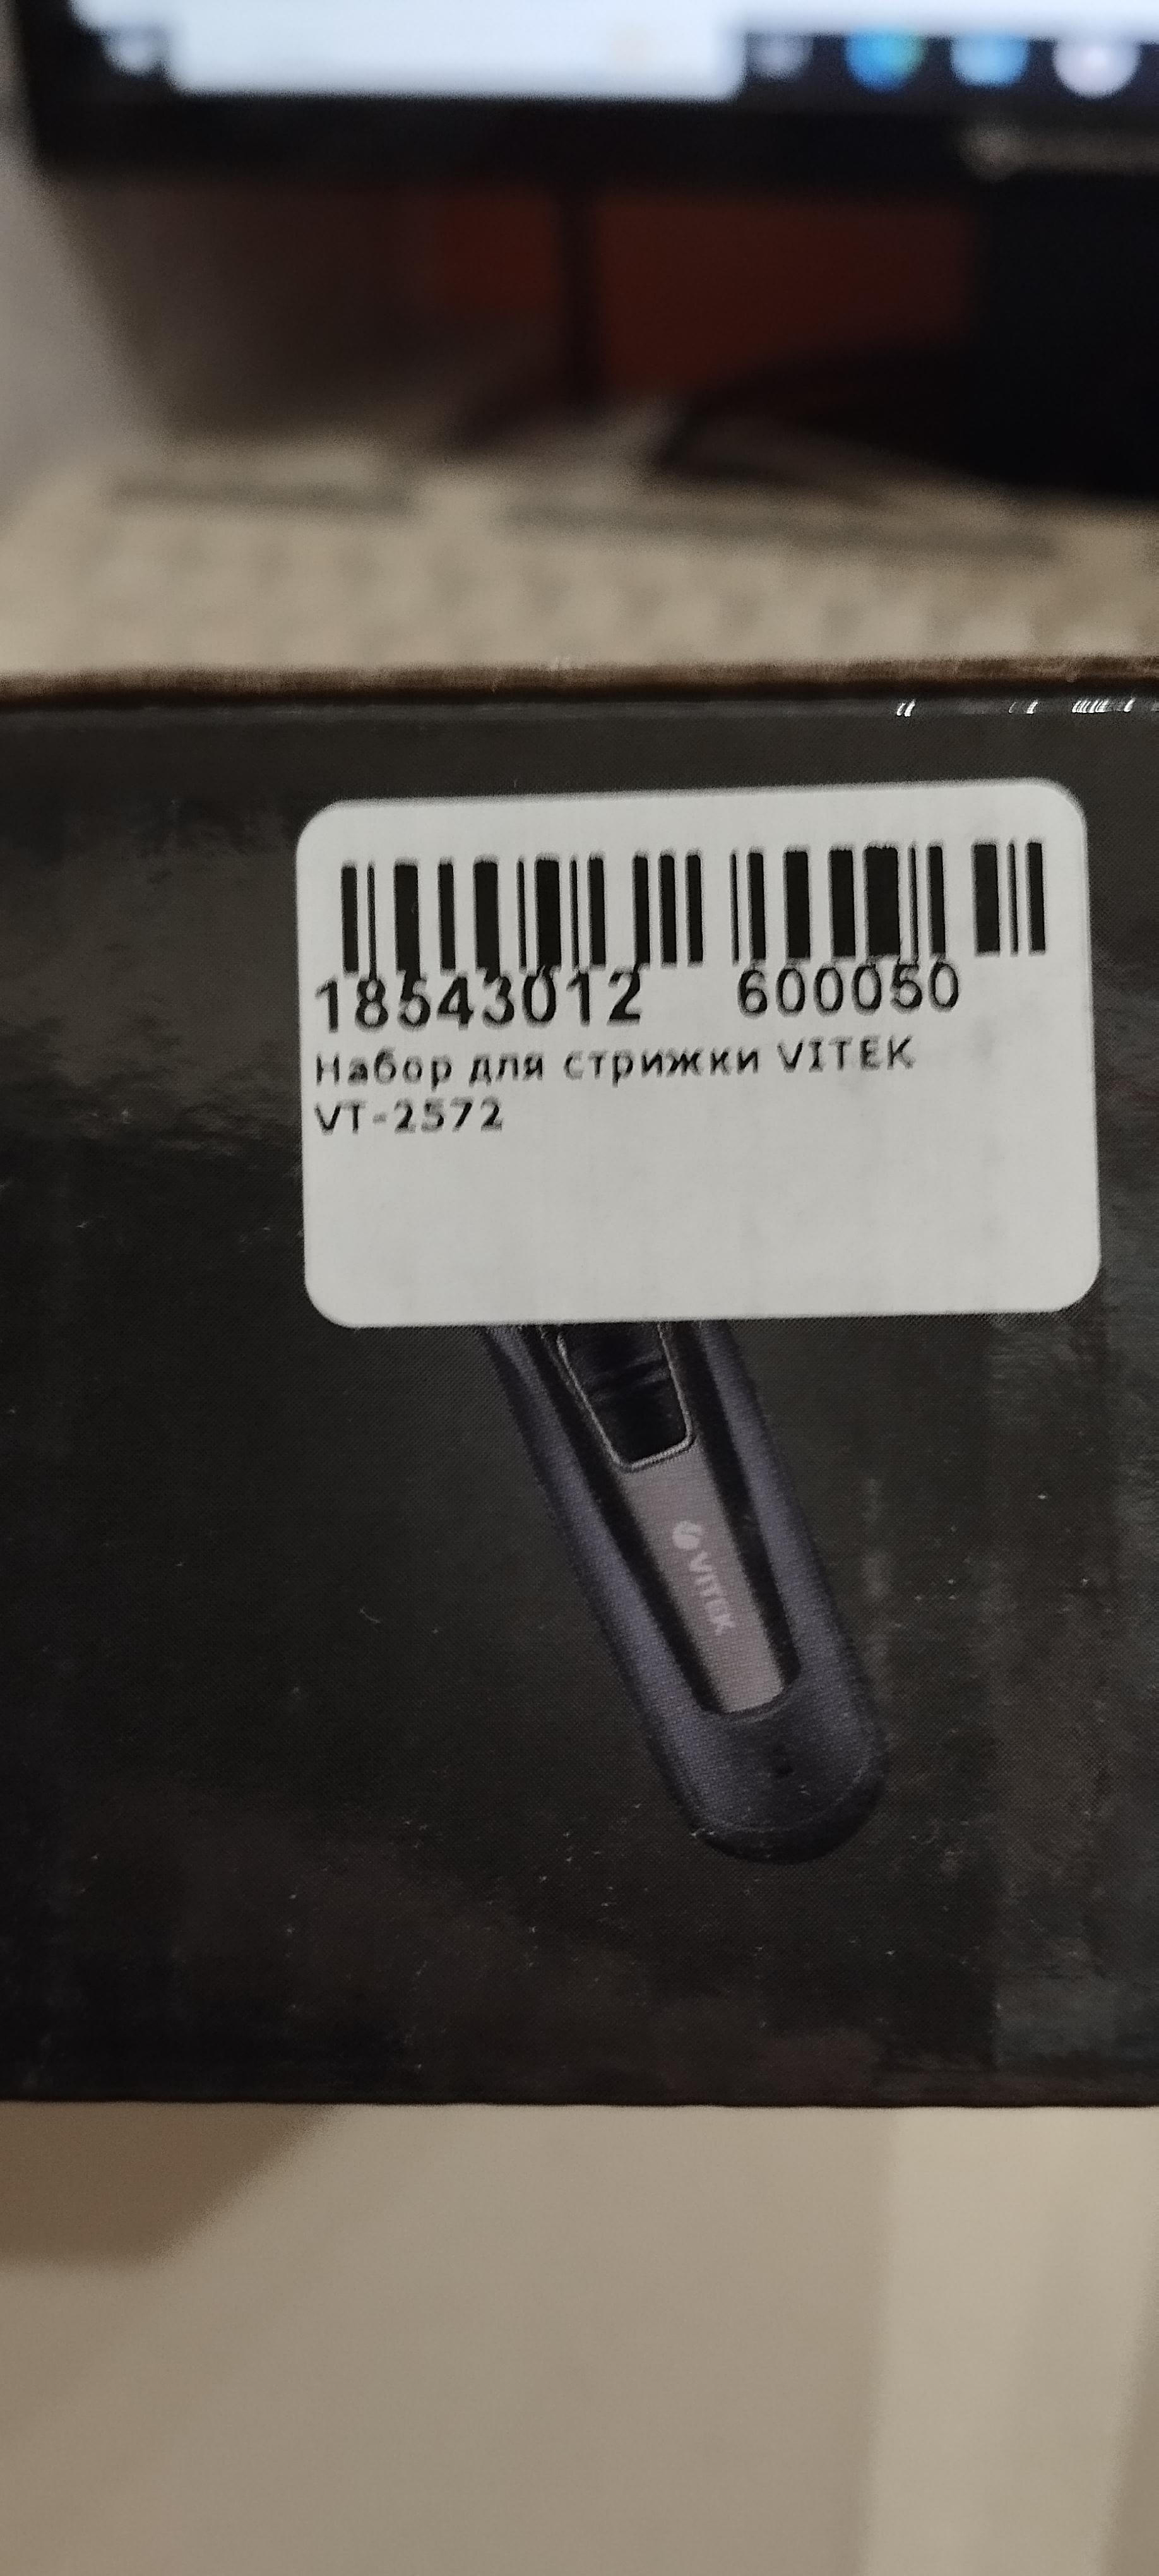 18543012 600050
Набор для стрижки VITEK
VT-2572
VITEK